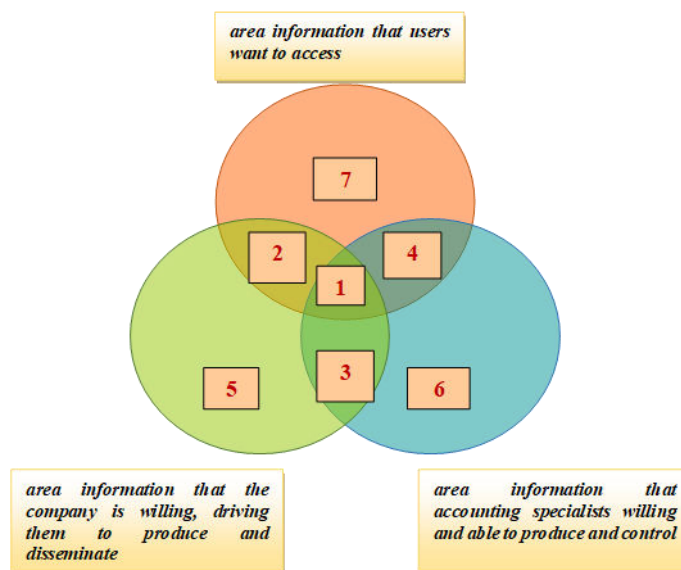 area information that users
want to access
7
2
4
1
3
5
6
area information that the
company is willing, driving
them to produce and
disseminate
area information that
accounting specialists willing
and able to produce and control